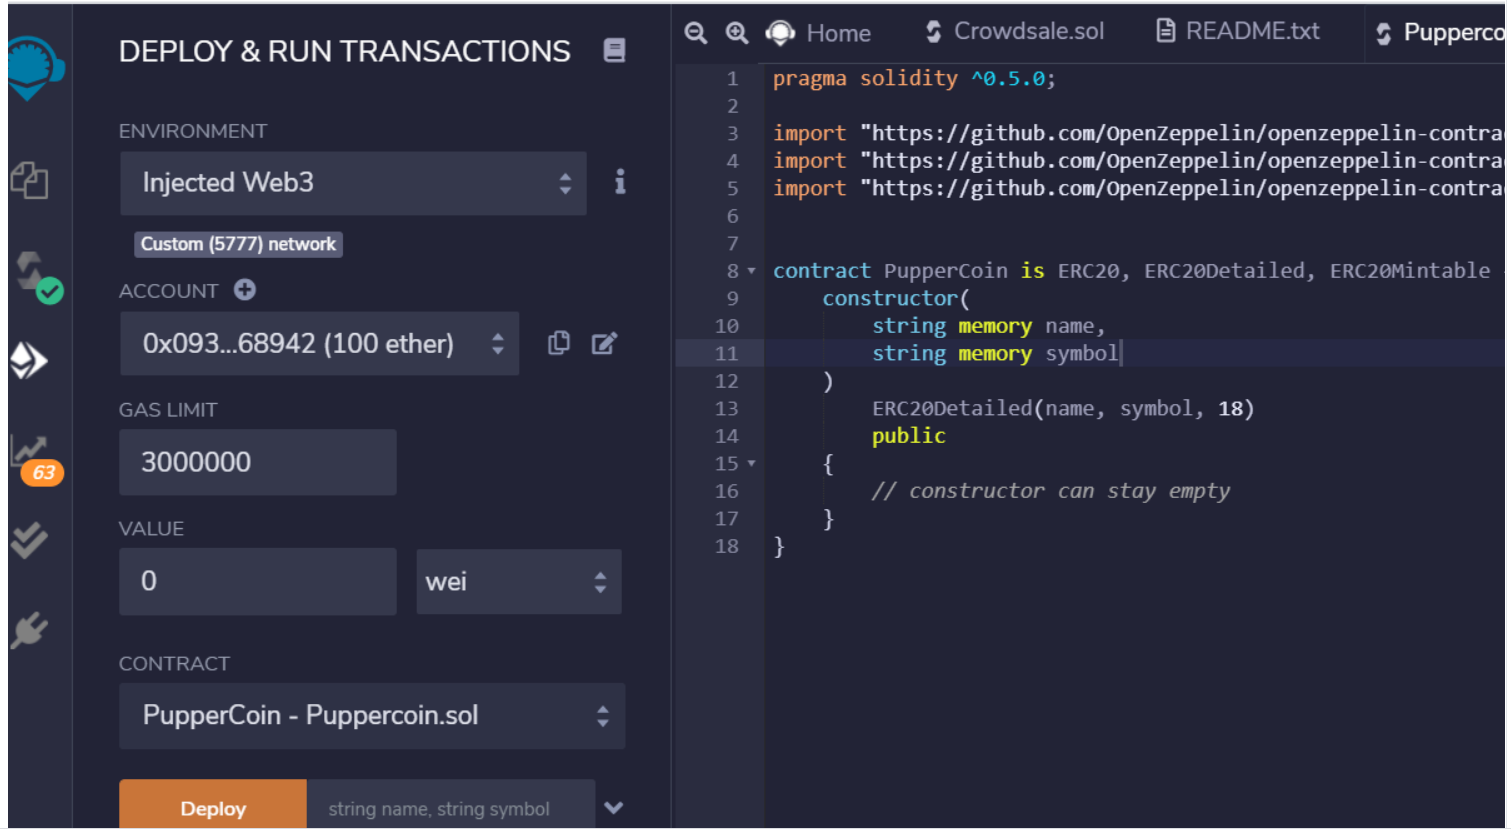 DEPLOY & RUN TRANSACTIONS
ENVIRONMENT
Injected Web3
i
Custom (5777) network
ACCOUNT
0x093...68942 (100 ether)
GAS LIMIT
3000000
VALUE
0
wei
CONTRACT
PupperCoin - Puppercoin.sol
Deploy
string name, string symbol
63
Home
Crowdsale.sol
README.txt
Pupperco
1 pragma solidity ^0.5.0;
2
3 import "https://github.com/OpenZeppelin/openzeppelin-contra
4 import "https://github.com/OpenZeppelin/openzeppelin-contra
5 import "https://github.com/OpenZeppelin/openzeppelin-contra
6
7
8 contract PupperCoin is ERC20, ERC20Detailed, ERC20Mintable
9 constructor(
10 string memory name,
11 string memory symbol
12 )
13 ERC20Detailed(name, symbol, 18)
14 public
15 {
16 // constructor can stay empty
17 }
18 }